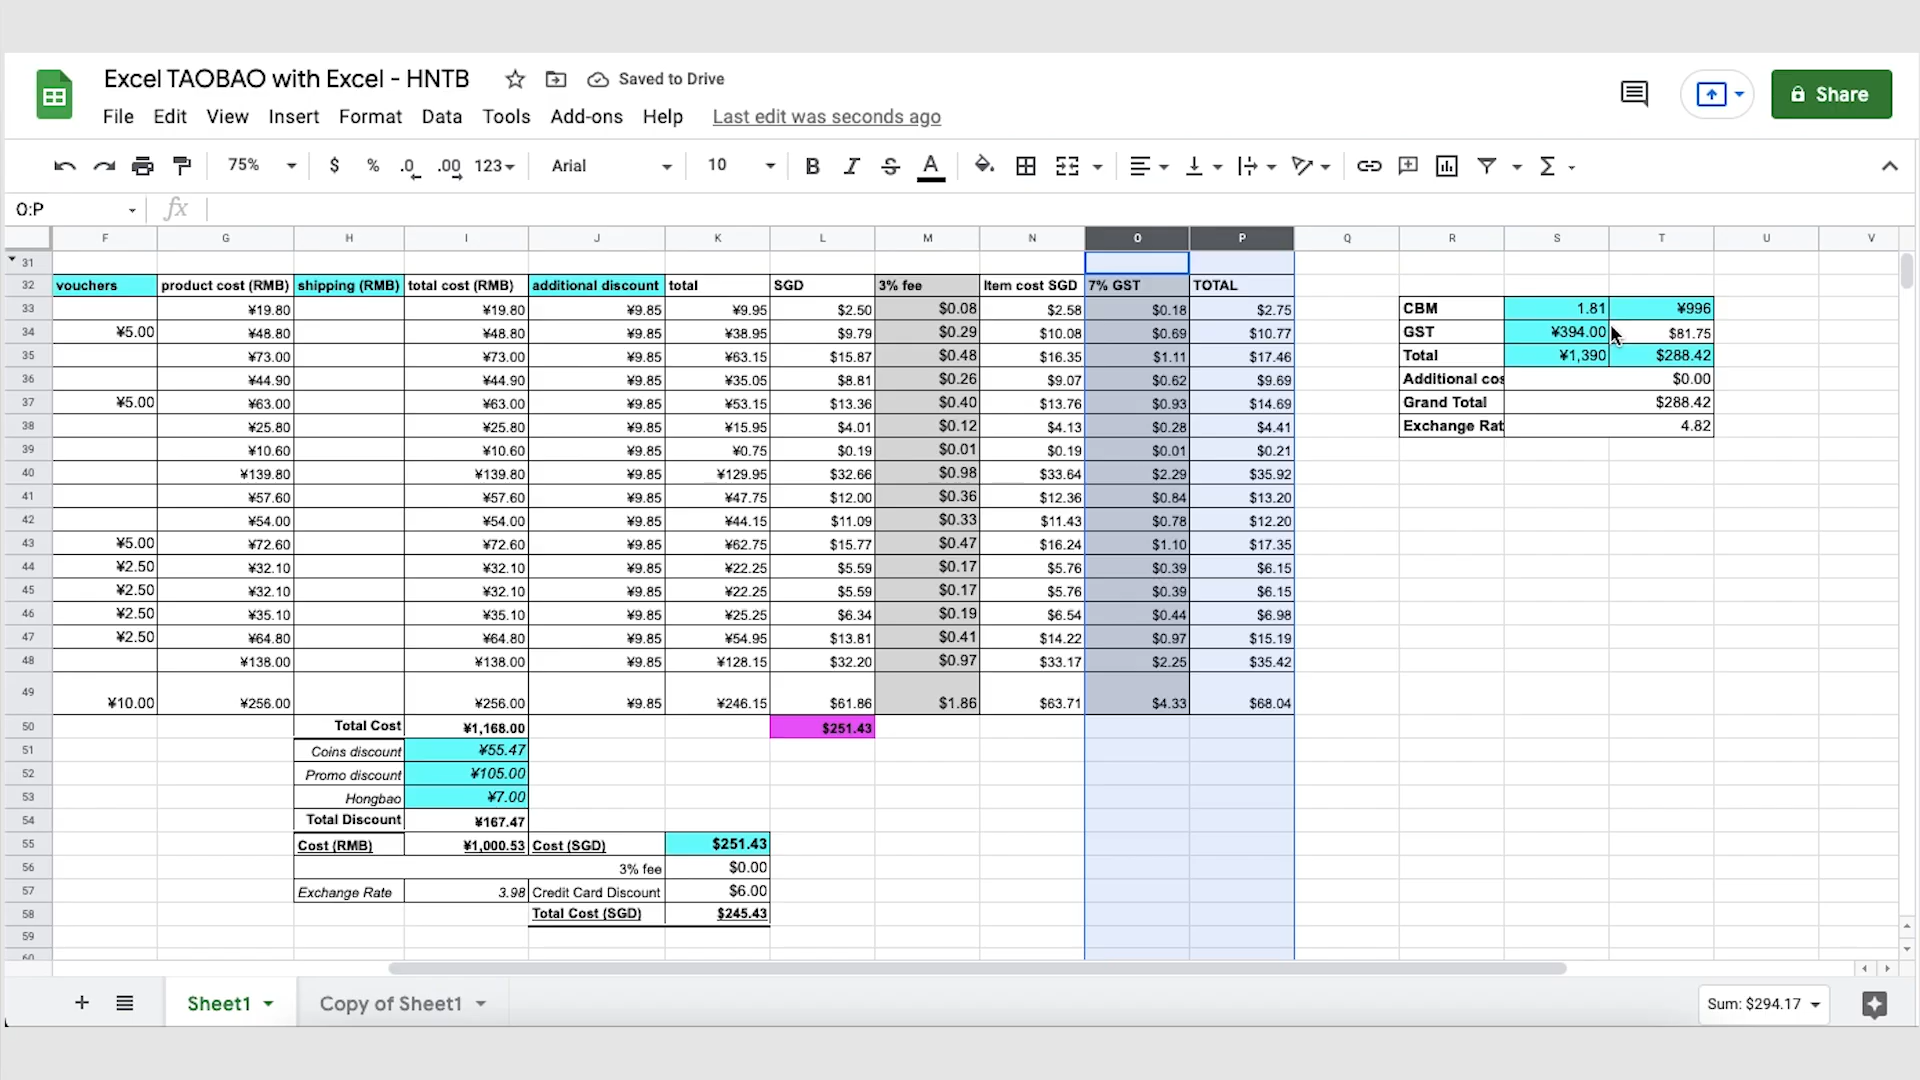 Excel TAOBAO with Excel - HNTB Saved to Drive
Share
File Edit View Insert Format Data Tools Add-ons Help Last edit was seconds ago
75% $ % .0 .00 123 Arial 10 B I S A Σ
O:P fx
F G H I J K L M N O P Q R S T U V
31
32 vouchers product cost (RMB) shipping (RMB) total cost (RMB) additional discount total SGD 3% fee Item cost SGD 7% GST TOTAL
33 ¥19.80 ¥19.80 ¥9.85 ¥9.95 $2.50 $0.08 $2.58 $0.18 $2.75 CBM 1.81 ¥996
34 ¥5.00 ¥48.80 ¥48.80 ¥9.85 ¥38.95 $9.79 $0.29 $10.08 $0.69 $10.77 GST ¥394.00 $81.75
35 ¥73.00 ¥73.00 ¥9.85 ¥63.15 $15.87 $0.48 $16.35 $1.11 $17.46 Total ¥1,390 $288.42
36 ¥44.90 ¥44.90 ¥9.85 ¥35.05 $8.81 $0.26 $9.07 $0.62 $9.69 Additional cos $0.00
37 ¥5.00 ¥63.00 ¥63.00 ¥9.85 ¥53.15 $13.36 $0.40 $13.76 $0.93 $14.69 Grand Total $288.42
38 ¥25.80 ¥25.80 ¥9.85 ¥15.95 $4.01 $0.12 $4.13 $0.28 $4.41 Exchange Rat 4.82
39 ¥10.60 ¥10.60 ¥9.85 ¥0.75 $0.19 $0.01 $0.19 $0.01 $0.21
40 ¥139.80 ¥139.80 ¥9.85 ¥129.95 $32.66 $0.98 $33.64 $2.29 $35.92
41 ¥57.60 ¥57.60 ¥9.85 ¥47.75 $12.00 $0.36 $12.36 $0.84 $13.20
42 ¥54.00 ¥54.00 ¥9.85 ¥44.15 $11.09 $0.33 $11.43 $0.78 $12.20
43 ¥5.00 ¥72.60 ¥72.60 ¥9.85 ¥62.75 $15.77 $0.47 $16.24 $1.10 $17.35
44 ¥2.50 ¥32.10 ¥32.10 ¥9.85 ¥22.25 $5.59 $0.17 $5.76 $0.39 $6.15
45 ¥2.50 ¥32.10 ¥32.10 ¥9.85 ¥22.25 $5.59 $0.17 $5.76 $0.39 $6.15
46 ¥2.50 ¥35.10 ¥35.10 ¥9.85 ¥25.25 $6.34 $0.19 $6.54 $0.44 $6.98
47 ¥2.50 ¥64.80 ¥64.80 ¥9.85 ¥54.95 $13.81 $0.41 $14.22 $0.97 $15.19
48 ¥138.00 ¥138.00 ¥9.85 ¥128.15 $32.20 $0.97 $33.17 $2.25 $35.42
49 ¥10.00 ¥256.00 ¥256.00 ¥9.85 ¥246.15 $61.86 $1.86 $63.71 $4.33 $68.04
50 Total Cost ¥1,168.00 $251.43
51 Coins discount ¥55.47
52 Promo discount ¥105.00
53 Hongbao ¥7.00
54 Total Discount ¥167.47
55 Cost (RMB) ¥1,000.53 Cost (SGD) $251.43
56 3% fee $0.00
57 Exchange Rate 3.98 Credit Card Discount $6.00
58 Total Cost (SGD) $245.43
59
60
Sheet1 Copy of Sheet1 Sum: $294.17